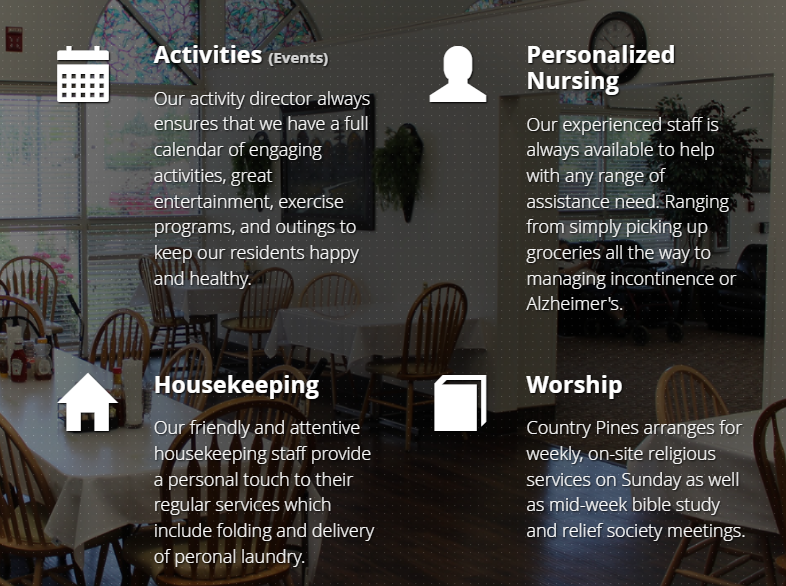 Activities (Events)
Our activity director always
ensures that we have a full
calendar of engaging
activities, great
entertainment, exercise
programs, and outings to
keep our residents happy
and healthy.
Personalized
Nursing
Our experienced staff is
always available to help
with any range of
assistance need. Ranging
from simply picking up
groceries all the way to
managing incontinence or
Alzheimer's.
Housekeeping
Our friendly and attentive
housekeeping staff provide
a personal touch to their
regular services which
include folding and delivery
of peronal laundry.
Worship
Country Pines arranges for
weekly, on-site religious
services on Sunday as well
as mid-week bible study
and relief society meetings.